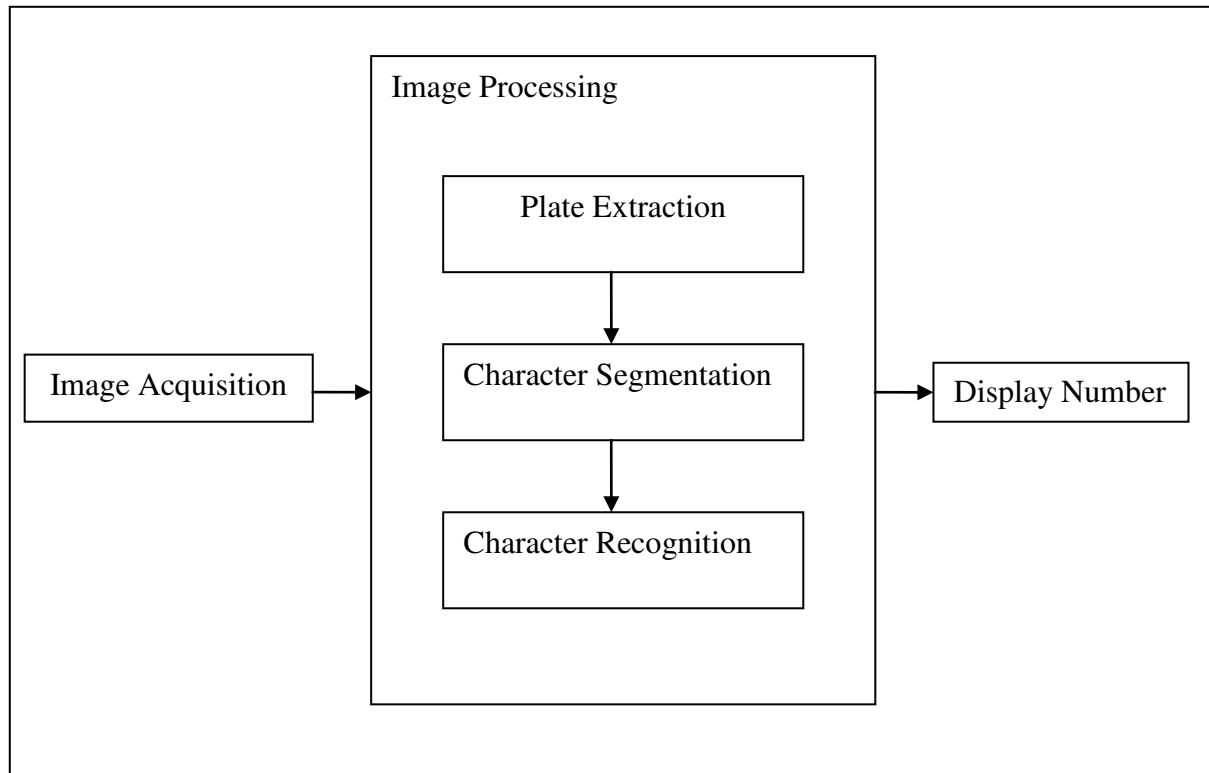 Image Acquisition
Image Processing
Plate Extraction
Character Segmentation
Character Recognition
Display Number